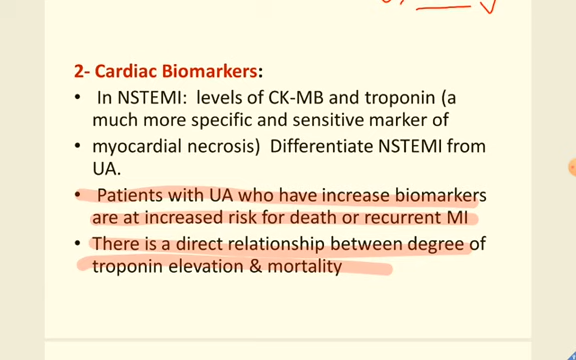 2- Cardiac Biomarkers:
• In NSTEMI: levels of CK-MB and troponin (a
much more specific and sensitive marker of
• myocardial necrosis) Differentiate NSTEMI from
UA.
• Patients with UA who have increase biomarkers
are at increased risk for death or recurrent MI
• There is a direct relationship between degree of
troponin elevation & mortality